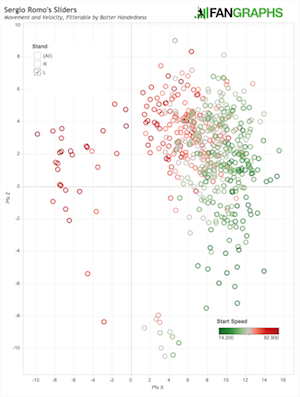 Sergio Romo's Sliders
Movement and Velocity, Filterable by Batter Handedness
FANGRAPHS
Stand
(All)
R
L
8
6
4
2
0
-2
-4
-6
-8
-10
Pfx Z
Start Speed
74.200 82.900
-10 -8 -6 -4 -2 0 2 4 6 8 10 12 14 16
Pfx X